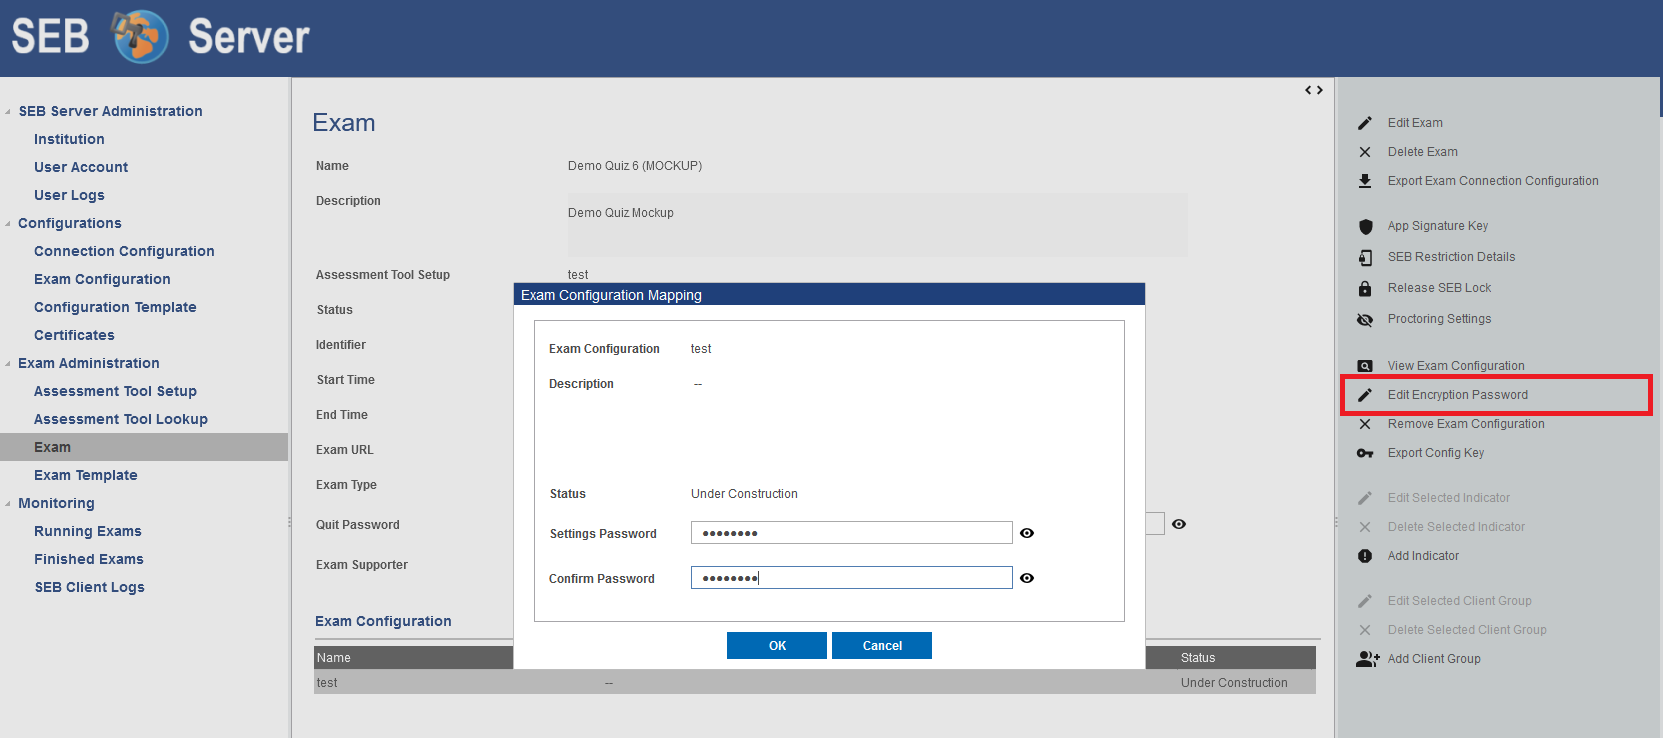 SEB Server
SEB Server Administration
Institution
User Account
User Logs
Configurations
Connection Configuration
Exam Configuration
Configuration Template
Certificates
Exam Administration
Assessment Tool Setup
Assessment Tool Lookup
Exam
Exam Template
Monitoring
Running Exams
Finished Exams
SEB Client Logs
Exam
Name Demo Quiz 6 (MOCKUP)
Description
Demo Quiz Mockup
Assessment Tool Setup test
Status
Identifier
Start Time
End Time
Exam URL
Exam Type
Quit Password
Exam Supporter
Exam Configuration
Name Status
test -- Under Construction
Exam Configuration Mapping
Exam Configuration test
Description --
Status Under Construction
Settings Password ••••••••
Confirm Password ••••••••
OK Cancel
Edit Exam
Delete Exam
Export Exam Connection Configuration
App Signature Key
SEB Restriction Details
Release SEB Lock
Proctoring Settings
View Exam Configuration
Edit Encryption Password
Remove Exam Configuration
Export Config Key
Edit Selected Indicator
Delete Selected Indicator
Add Indicator
Edit Selected Client Group
Delete Selected Client Group
Add Client Group